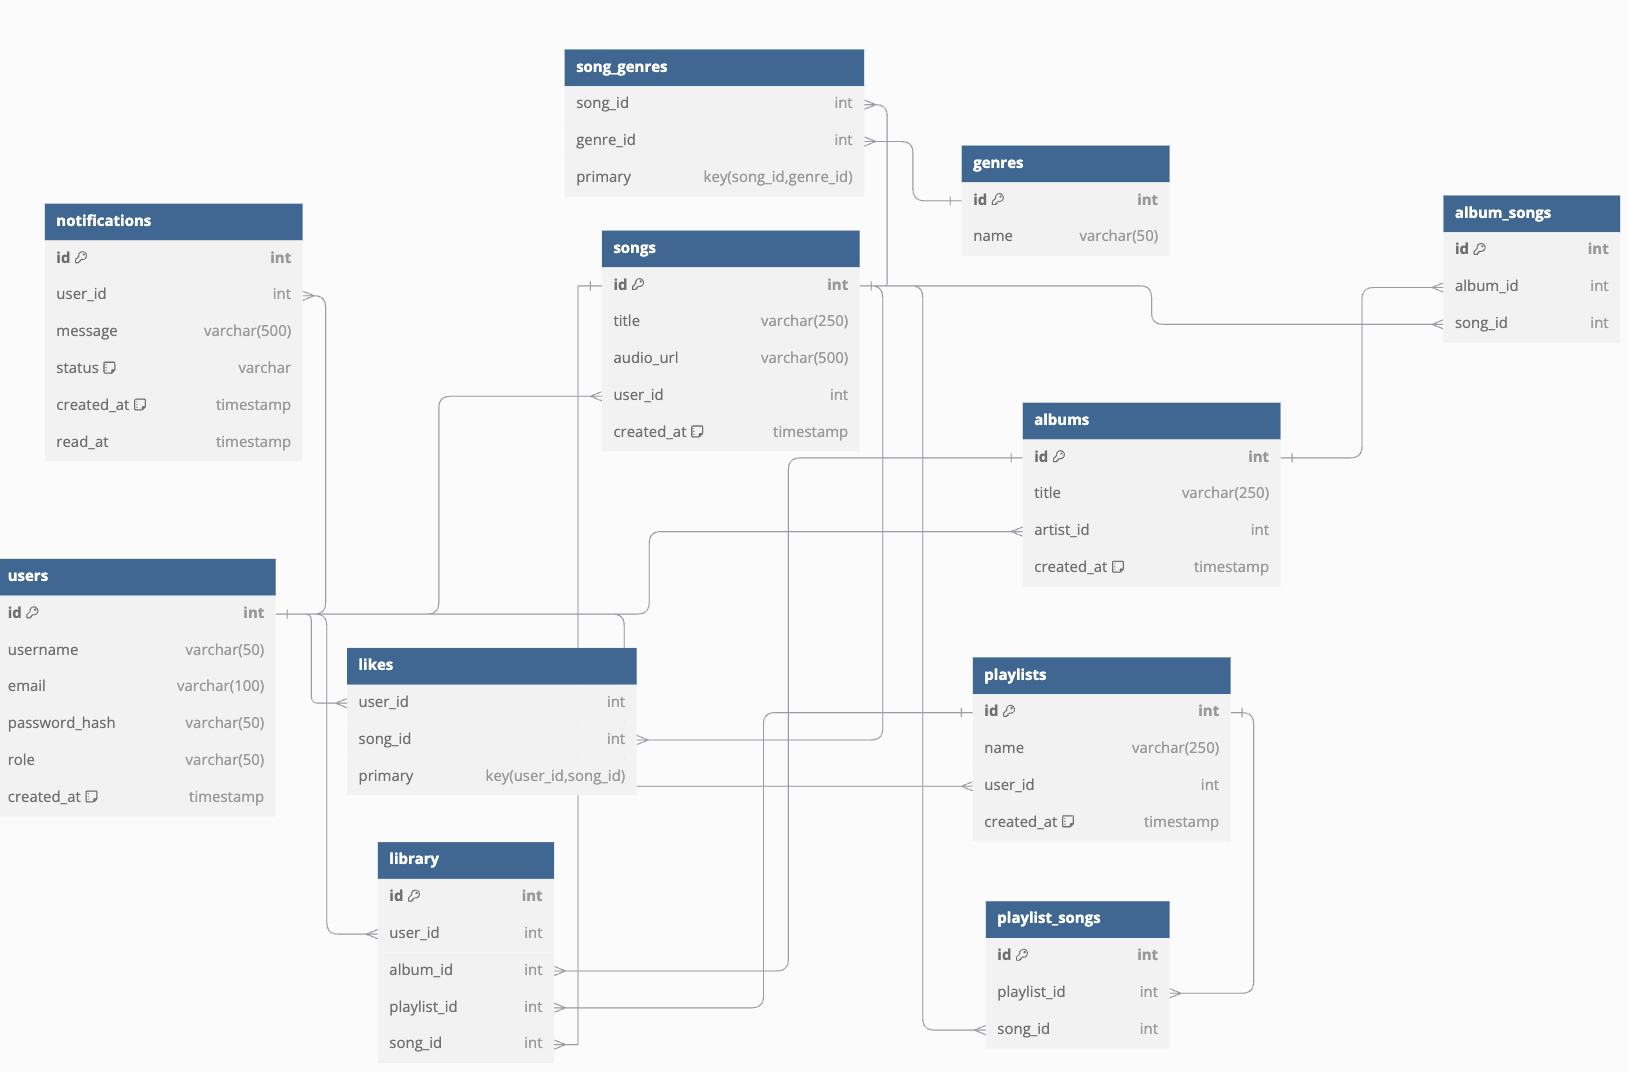 song_genres
song_id int
genre_id int
primary key(song_id,genre_id)
genres
id int
name varchar(50)
album_songs
id int
album_id int
song_id int
notifications
id int
user_id int
message varchar(500)
status varchar
created_at timestamp
read_at timestamp
songs
id int
title varchar(250)
audio_url varchar(500)
user_id int
created_at timestamp
albums
id int
title varchar(250)
artist_id int
created_at timestamp
users
id int
username varchar(50)
email varchar(100)
password_hash varchar(50)
role varchar(50)
created_at timestamp
likes
user_id int
song_id int
primary key(user_id,song_id)
playlists
id int
name varchar(250)
user_id int
created_at timestamp
library
id int
user_id int
album_id int
playlist_id int
song_id int
playlist_songs
id int
playlist_id int
song_id int